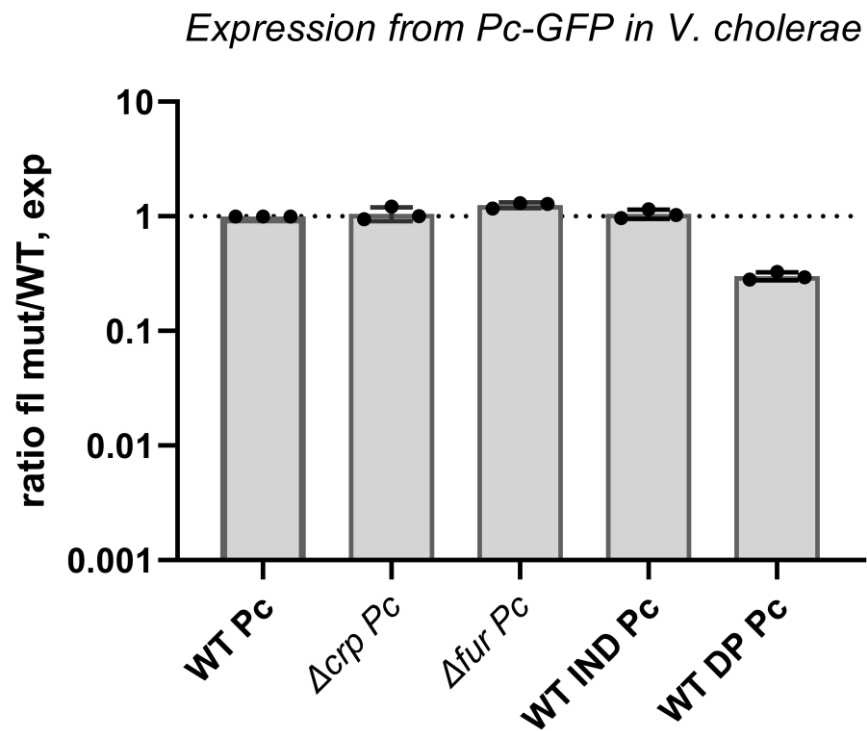 Expression from Pc-GFP in V. cholerae
ratio fl mut/WT, exp
10
1
0.1
0.01
0.001
WT Pc
Δcrp Pc
Δfur Pc
WT IND Pc
WT DP Pc